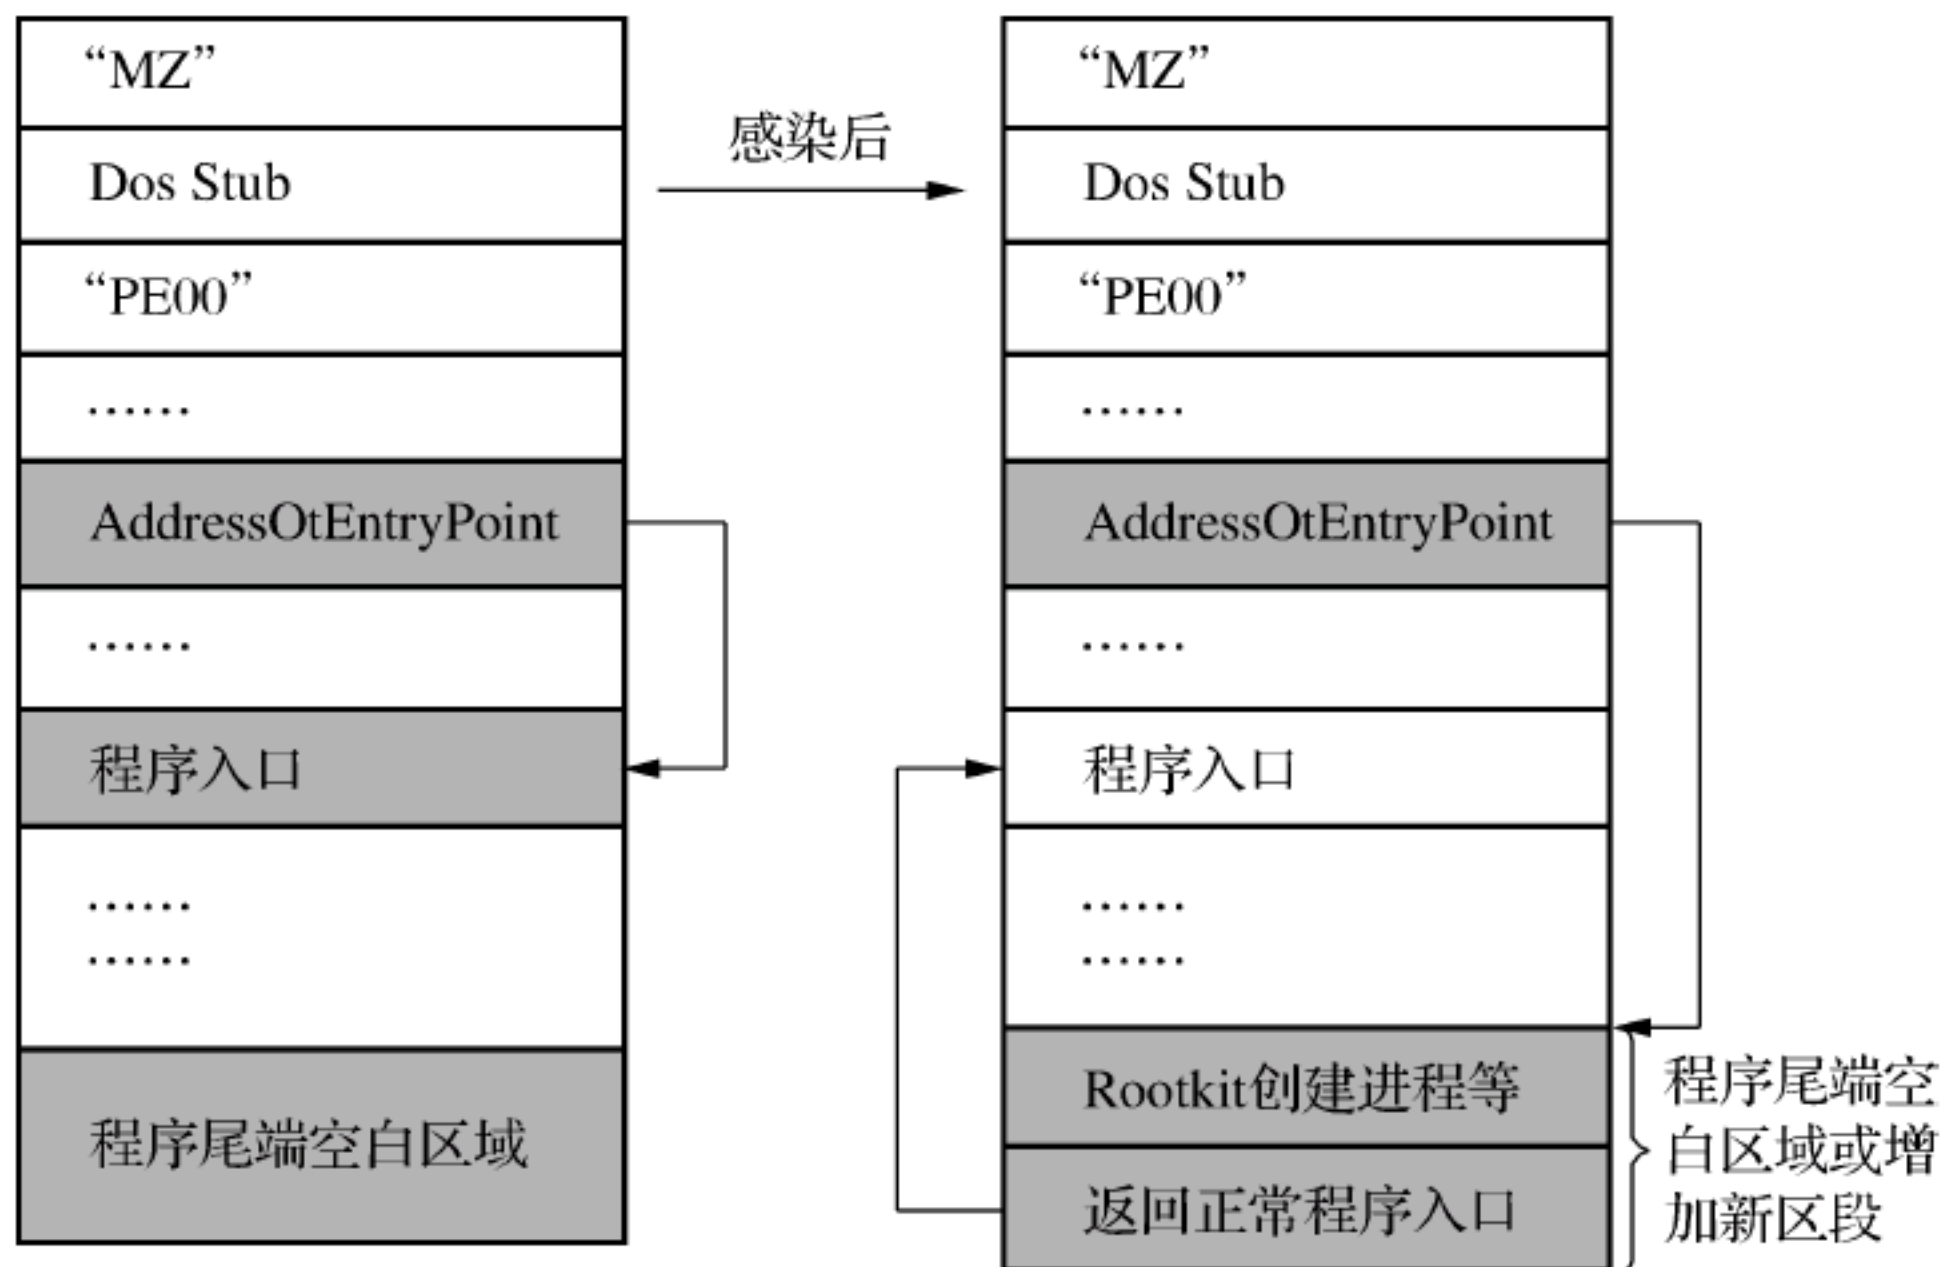 “MZ”
Dos Stub
“PE00”
……
AddressOtEntryPoint
……
程序入口
……
……
程序尾端空白区域
感染后
“MZ”
Dos Stub
“PE00”
……
AddressOtEntryPoint
……
程序入口
……
……
Rootkit创建进程等
返回正常程序入口
程序尾端空
白区域或增
加新区段